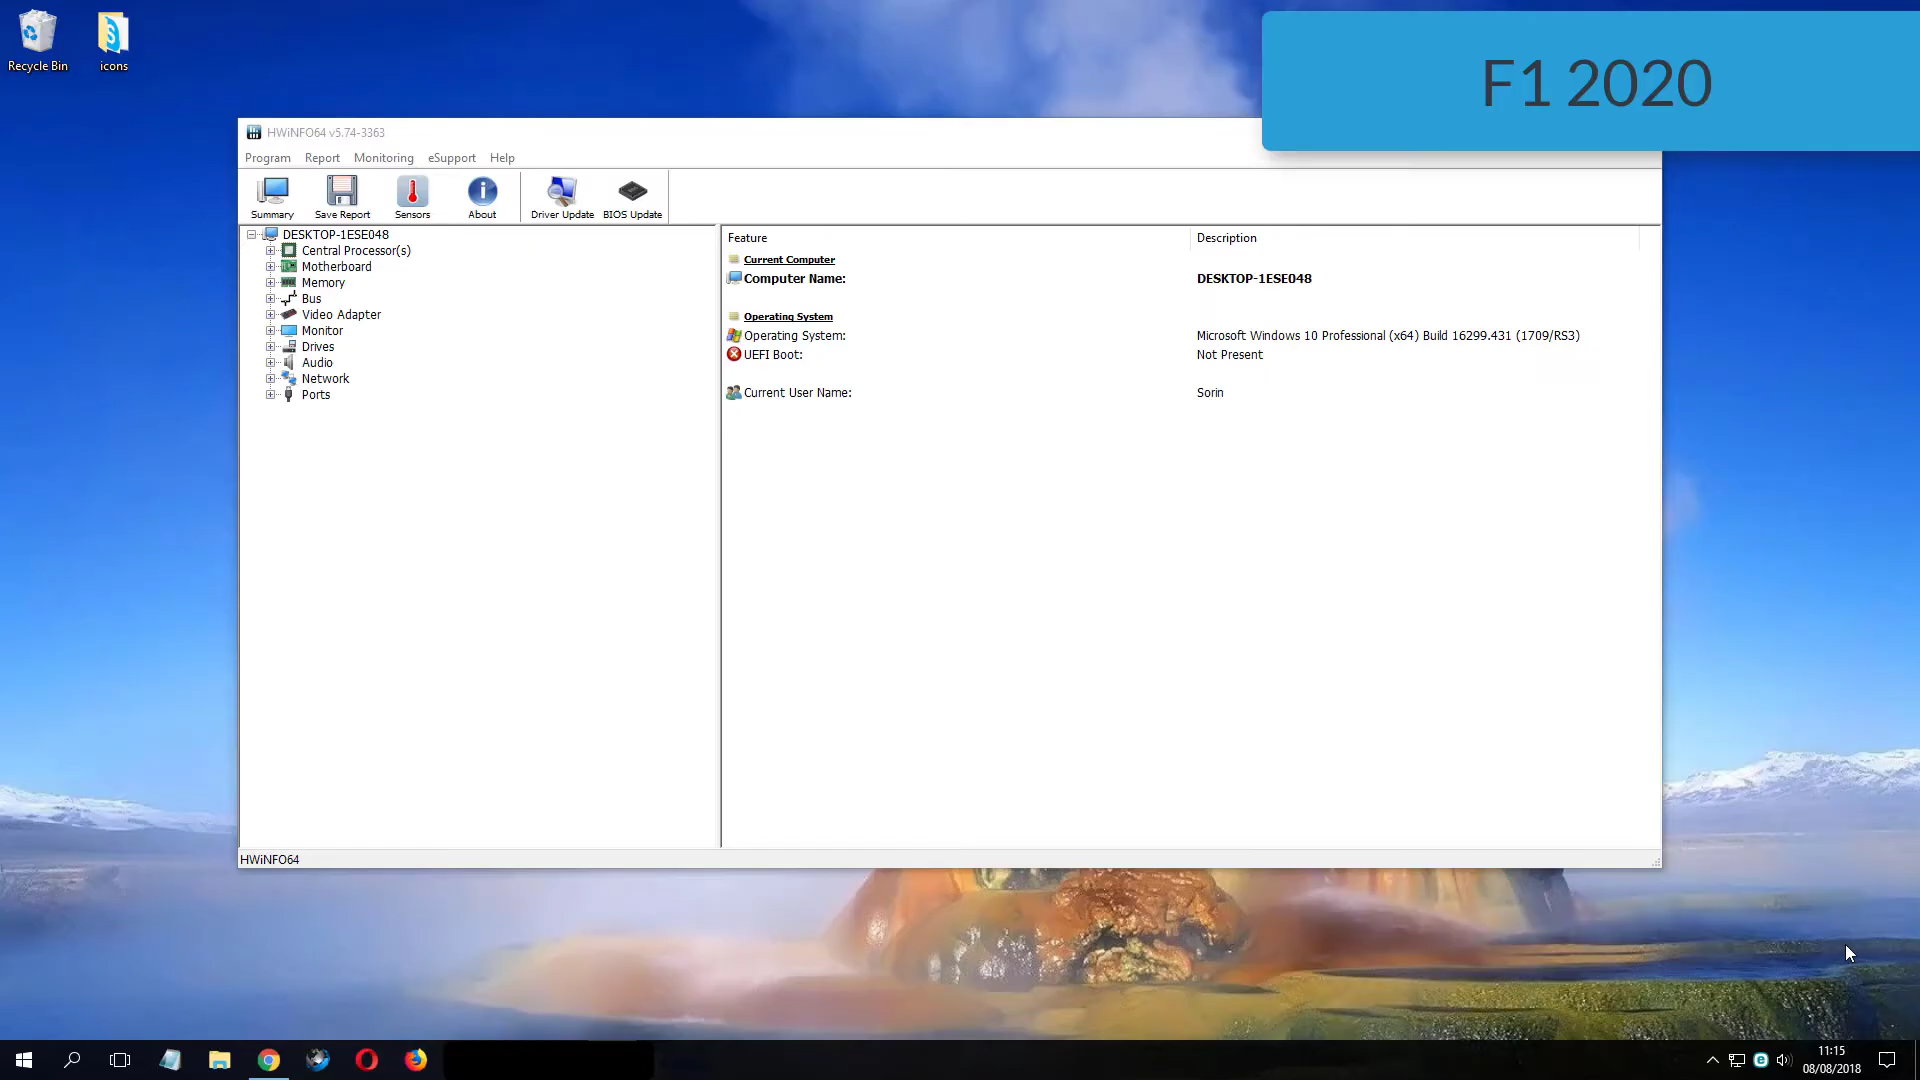 Recycle Bin
icons
F1 2020
HWiNFO64 v5.74-3363
Program Report Monitoring eSupport Help
Summary Save Report Sensors About Driver Update BIOS Update
DESKTOP-1ESE048
Central Processor(s)
Motherboard
Memory
Bus
Video Adapter
Monitor
Drives
Audio
Network
Ports
Feature Description
Current Computer
Computer Name: DESKTOP-1ESE048
Operating System
Operating System: Microsoft Windows 10 Professional (x64) Build 16299.431 (1709/RS3)
UEFI Boot: Not Present
Current User Name: Sorin
HWiNFO64
11:15
08/08/2018